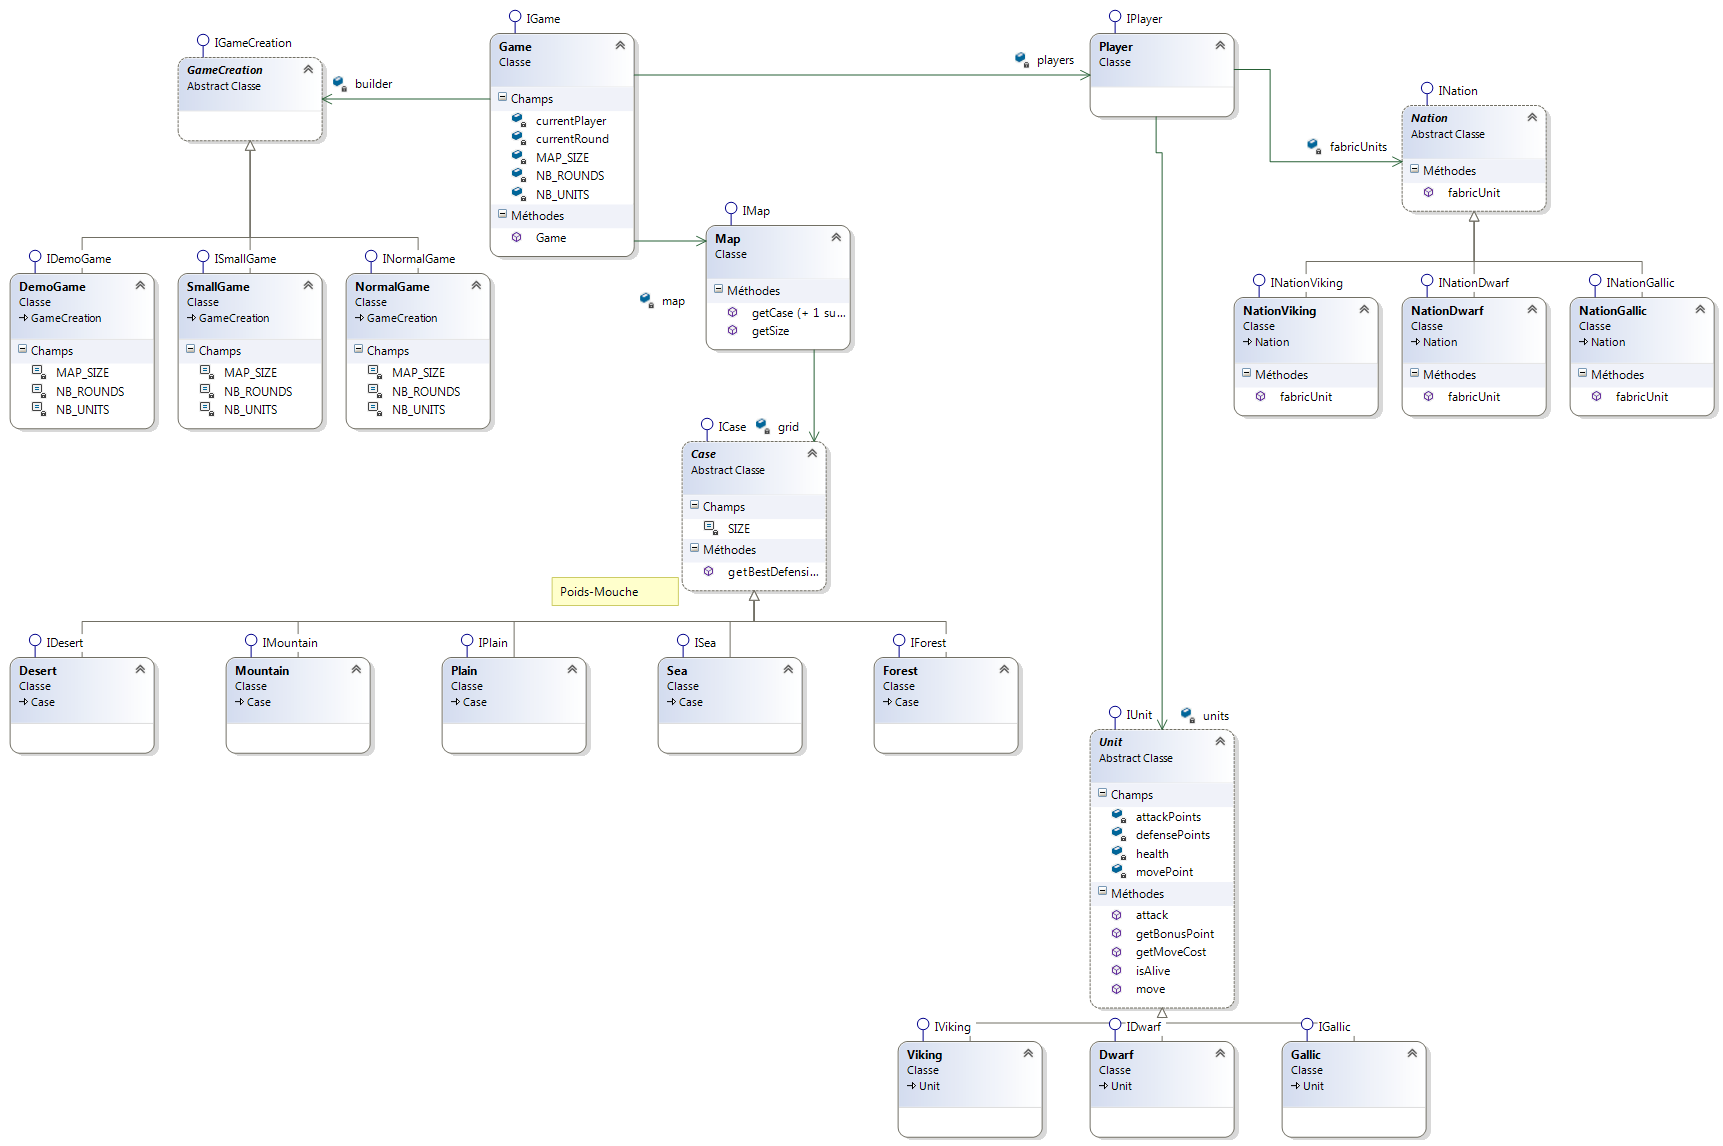 IGameCreation
GameCreation
Abstract Classe
builder
IGame
Game
Classe
Champs
currentPlayer
currentRound
MAP_SIZE
NB_ROUNDS
NB_UNITS
Méthodes
Game
players
IPlayer
Player
Classe
fabricUnits
INation
Nation
Abstract Classe
Méthodes
fabricUnit
IDemoGame
DemoGame
Classe
GameCreation
Champs
MAP_SIZE
NB_ROUNDS
NB_UNITS
ISmallGame
SmallGame
Classe
GameCreation
Champs
MAP_SIZE
NB_ROUNDS
NB_UNITS
INormalGame
NormalGame
Classe
GameCreation
Champs
MAP_SIZE
NB_ROUNDS
NB_UNITS
map
IMap
Map
Classe
Méthodes
getCase (+ 1 su...
getSize
INationViking
NationViking
Classe
Nation
Méthodes
fabricUnit
INationDwarf
NationDwarf
Classe
Nation
Méthodes
fabricUnit
INationGallic
NationGallic
Classe
Nation
Méthodes
fabricUnit
ICase
grid
Case
Abstract Classe
Champs
SIZE
Méthodes
getBestDefensi...
Poids-Mouche
IDesert
Desert
Classe
Case
IMountain
Mountain
Classe
Case
IPlain
Plain
Classe
Case
ISea
Sea
Classe
Case
IForest
Forest
Classe
Case
IUnit
units
Unit
Abstract Classe
Champs
attackPoints
defensePoints
health
movePoint
Méthodes
attack
getBonusPoint
getMoveCost
isAlive
move
IViking
Viking
Classe
Unit
IDwarf
Dwarf
Classe
Unit
IGallic
Gallic
Classe
Unit